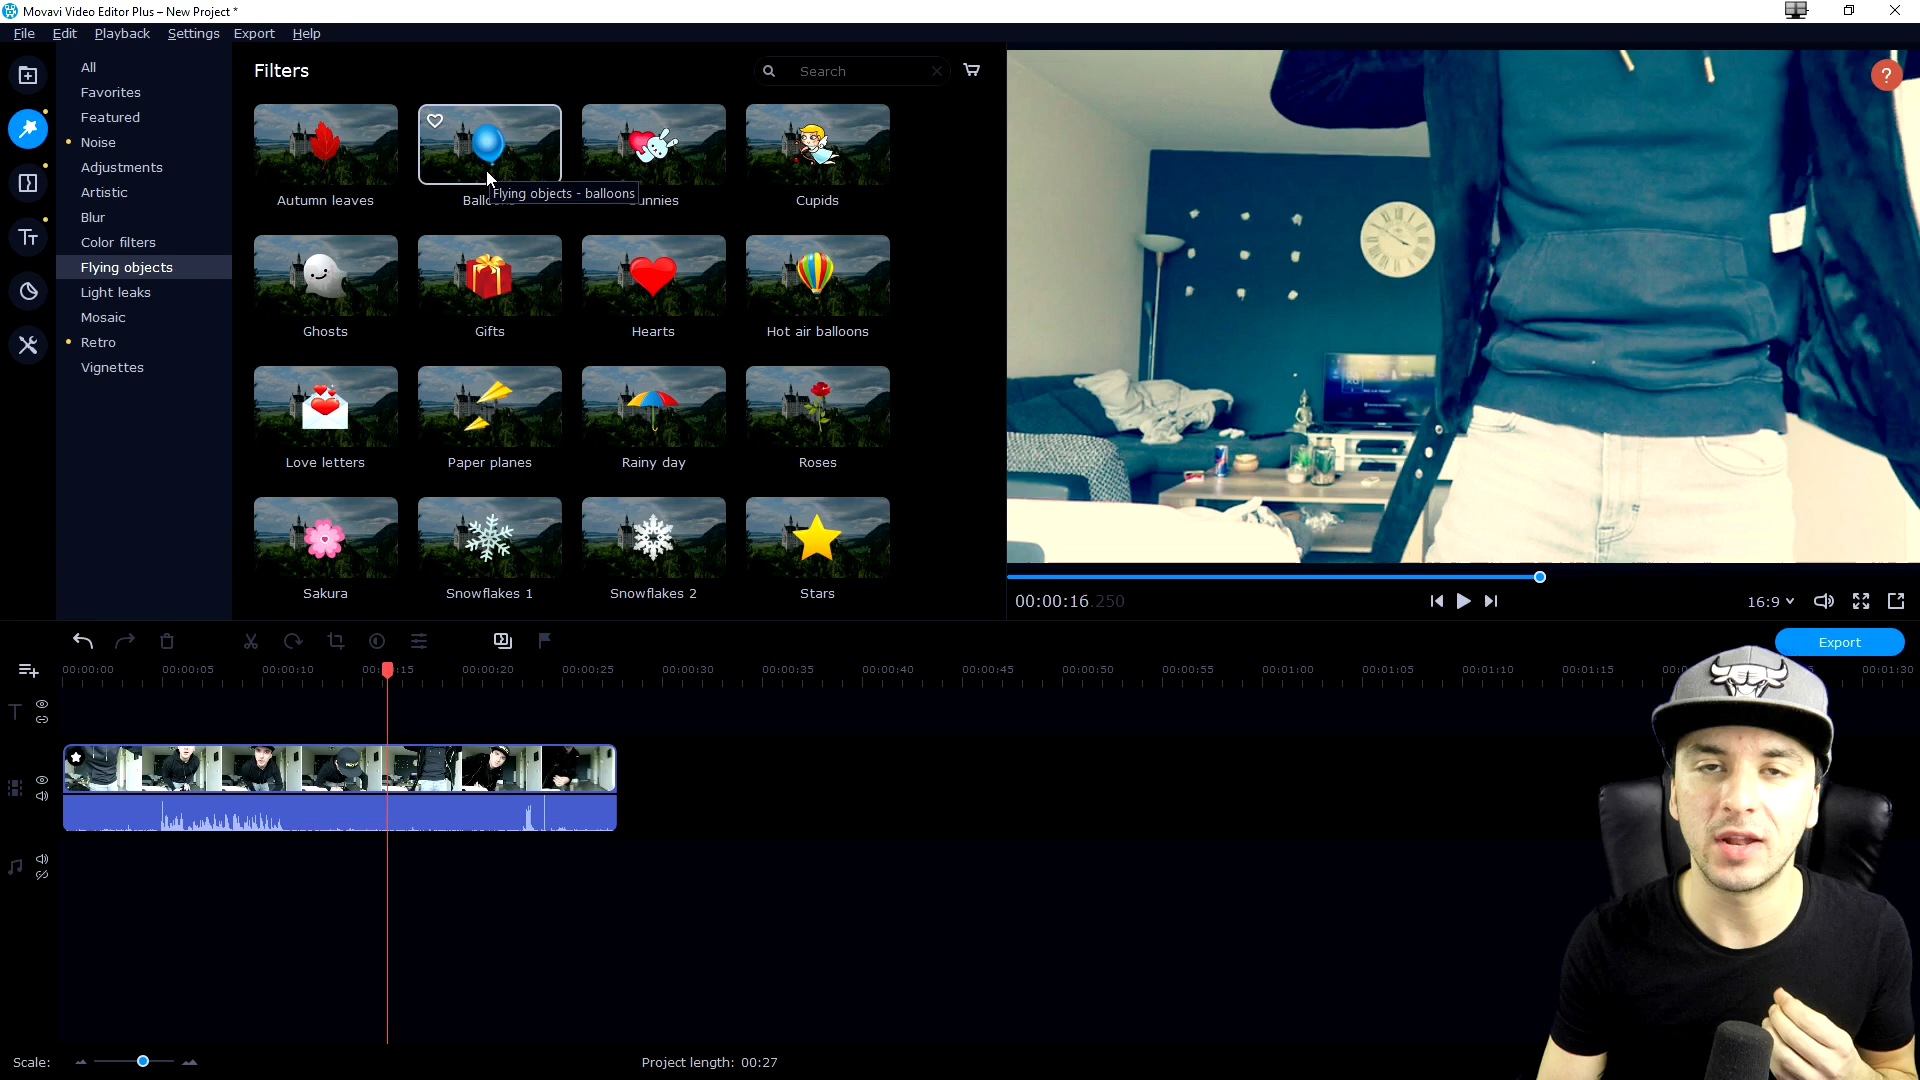 Movavi Video Editor Plus – New Project *
File Edit Playback Settings Export Help
All
Favorites
Featured
Noise
Adjustments
Artistic
Blur
Color filters
Flying objects
Light leaks
Mosaic
Retro
Vignettes
Filters
Search
Autumn leaves
Flying objects - balloons
Cupids
Ghosts
Gifts
Hearts
Hot air balloons
Love letters
Paper planes
Rainy day
Roses
Sakura
Snowflakes 1
Snowflakes 2
Stars
?
00:00:16.250
16:9
Export
00:00:00 00:00:05 00:00:10 00:00:20 00:00:25 00:00:30 00:00:35 00:00:40 00:00:45 00:00:50 00:00:55 00:01:00 00:01:05 00:01:10 00:01:15 00:01:30
Scale:
Project length: 00:27